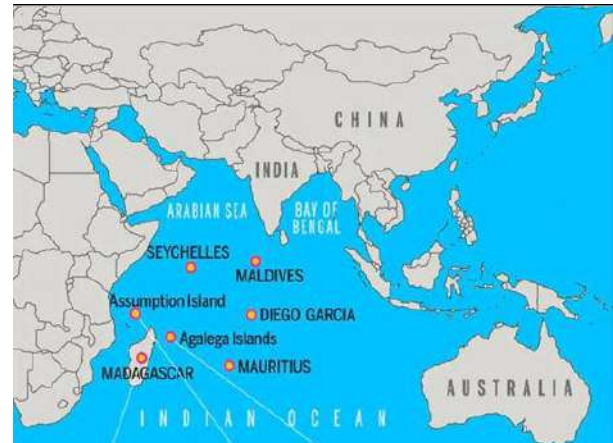 CHINA
INDIA
ARABIAN SEA
BAY OF
BENGAL
SEYCHELLES
MALDIVES
Assumption Island
DIEGO GARCIA
Agalega Islands
MADAGASCAR
MAURITIUS
AUSTRALIA
INDIAN OCEAN